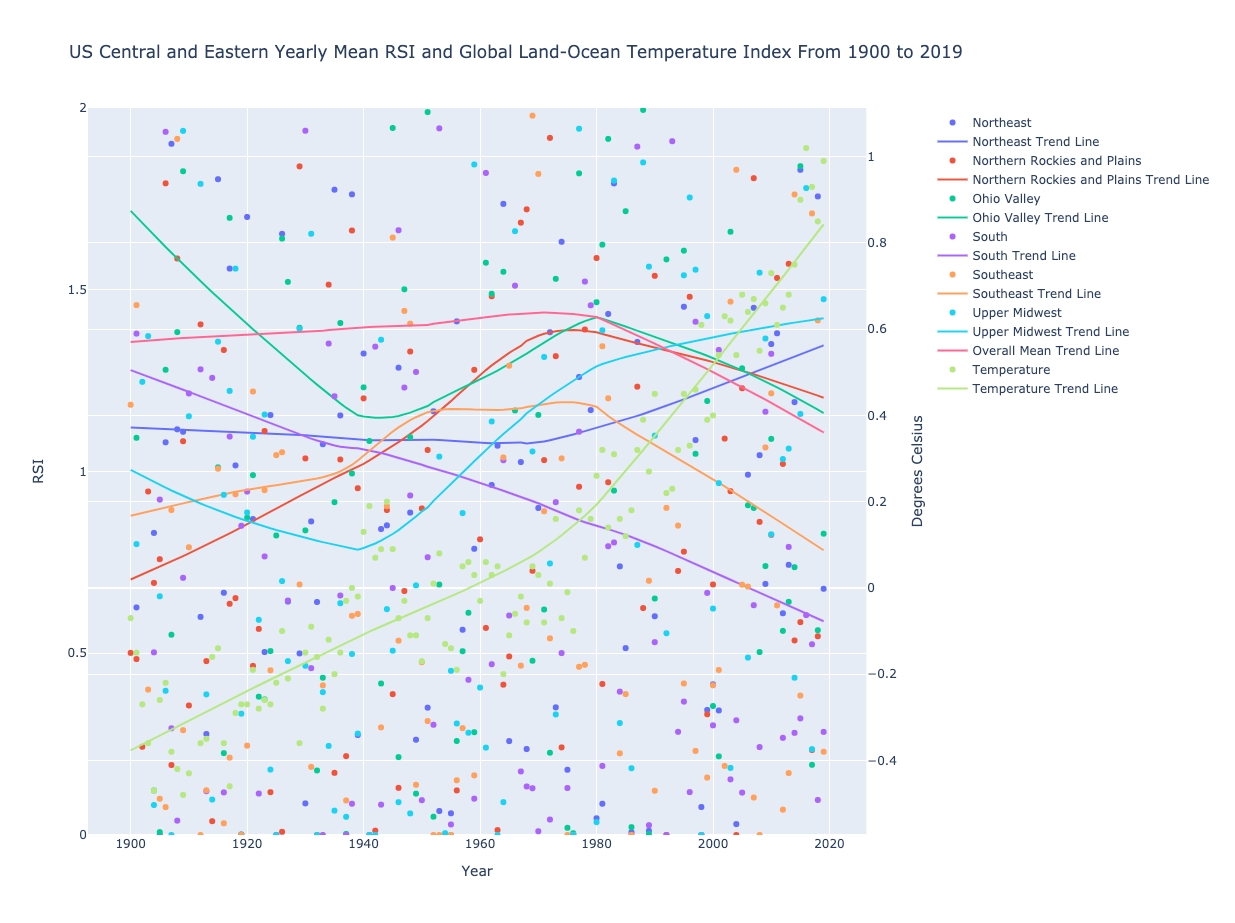 US Central and Eastern Yearly Mean RSI and Global Land-Ocean Temperature Index From 1900 to 2019
2
1.5
1
0.5
0
RSI
1900
1920
1940
1960
1980
2000
2020
Year
1
0.8
0.6
0.4
0.2
0
−0.2
−0.4
Degrees Celsius
Northeast
Northeast Trend Line
Northern Rockies and Plains
Northern Rockies and Plains Trend Line
Ohio Valley
Ohio Valley Trend Line
South
South Trend Line
Southeast
Southeast Trend Line
Upper Midwest
Upper Midwest Trend Line
Overall Mean Trend Line
Temperature
Temperature Trend Line